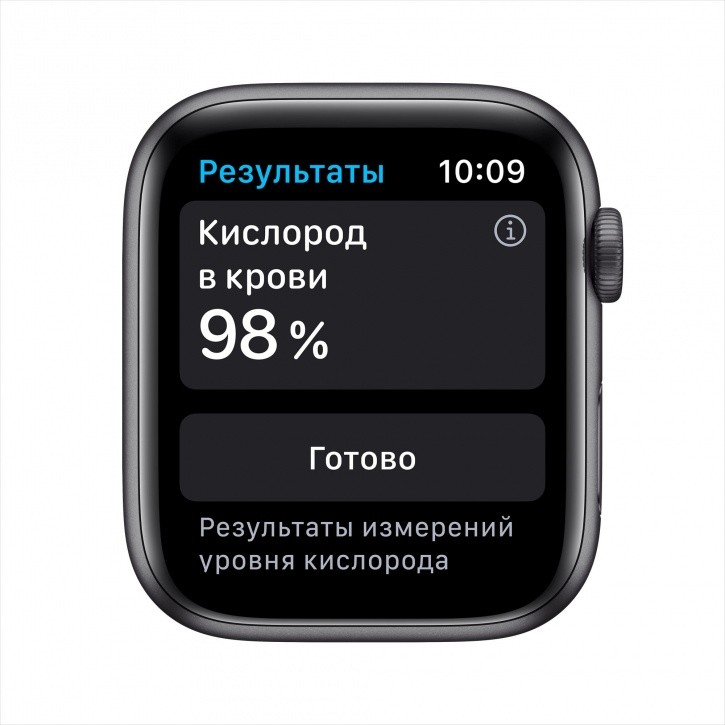 Результаты 10:09
Кислород
в крови
98 %
Готово
Результаты измерений
уровня кислорода